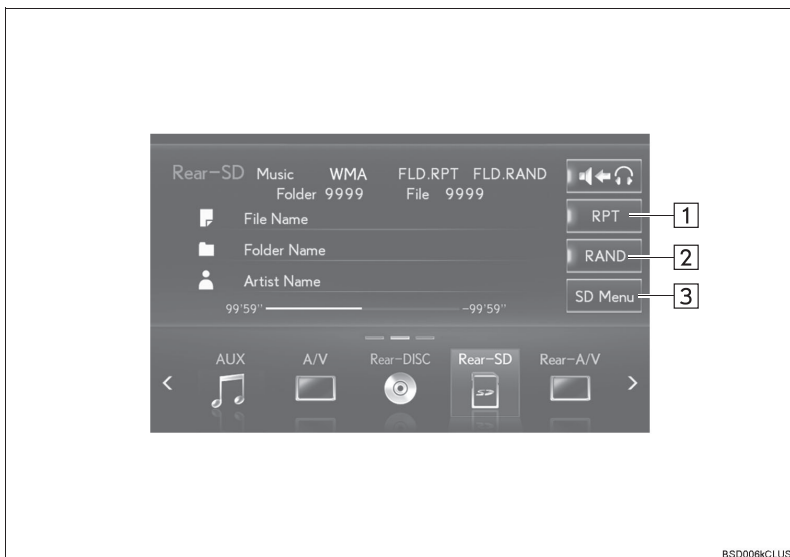 Rear-SD Music WMA FLD.RPT FLD.RAND
Folder 9999 File 9999
File Name
Folder Name
Artist Name
99'59'' -99'59''
RPT 1
RAND 2
SD Menu 3
AUX A/V Rear-DISC Rear-SD Rear-A/V
< SD >
BSD006kCLUS